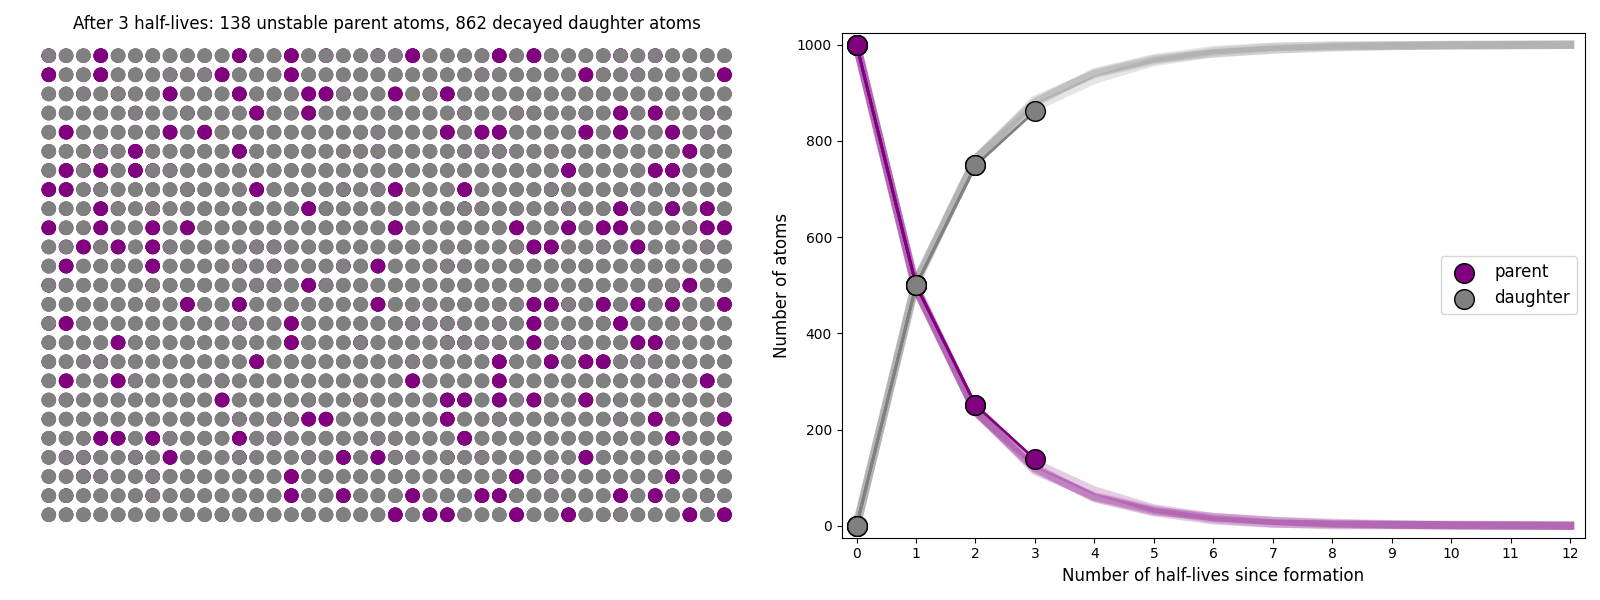 After 3 half-lives: 138 unstable parent atoms, 862 decayed daughter atoms
1000
800
600
400
200
0
Number of atoms
parent
daughter
0 1 2 3 4 5 6 7 8 9 10 11 12
Number of half-lives since formation